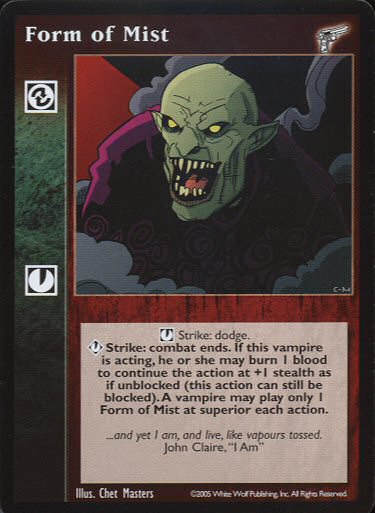 Form of Mist
C-M
Strike: dodge.
Strike: combat ends. If this vampire
is acting, he or she may burn 1 blood
to continue the action at +1 stealth as
if unblocked (this action can still be
blocked). A vampire may play only 1
Form of Mist at superior each action.
...and yet I am, and live, like vapours tossed.
John Claire, "I Am"
Illus. Chet Masters
©2005 White Wolf Publishing, Inc. All Rights Reserved.